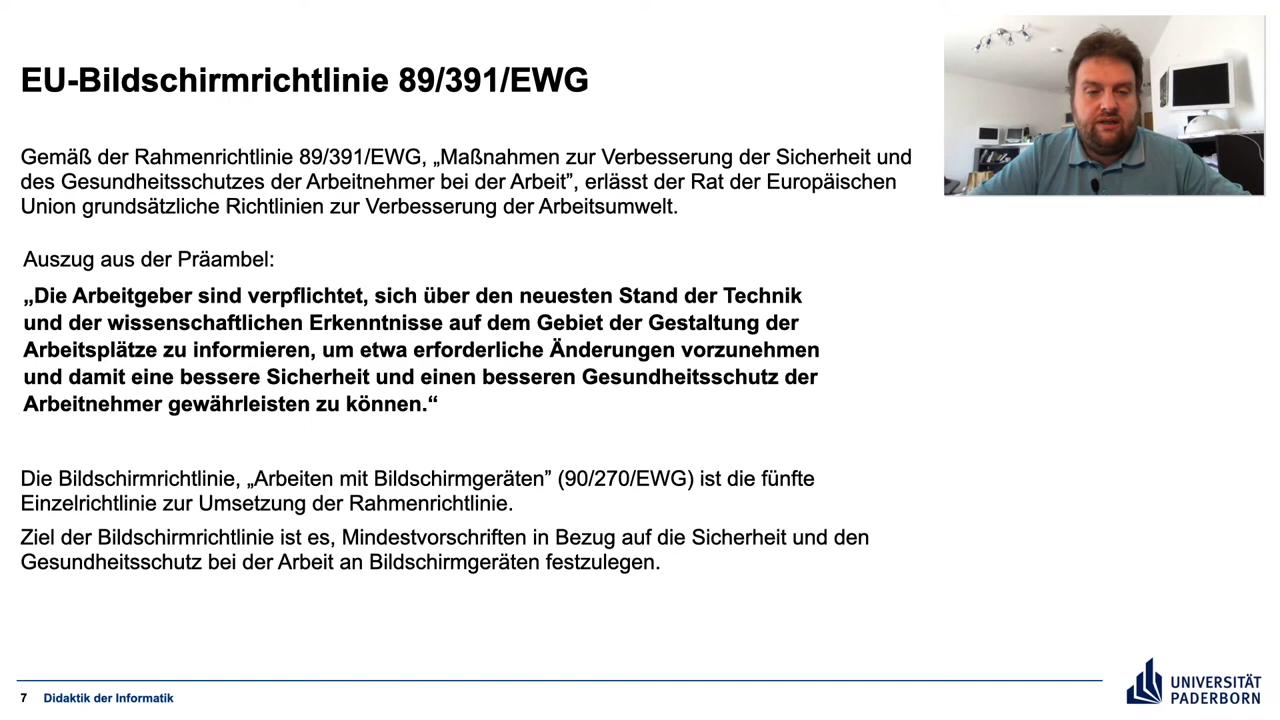 EU-Bildschirmrichtlinie 89/391/EWG
Gemäß der Rahmenrichtlinie 89/391/EWG, „Maßnahmen zur Verbesserung der Sicherheit und
des Gesundheitsschutzes der Arbeitnehmer bei der Arbeit”, erlässt der Rat der Europäischen
Union grundsätzliche Richtlinien zur Verbesserung der Arbeitsumwelt.
Auszug aus der Präambel:
„Die Arbeitgeber sind verpflichtet, sich über den neuesten Stand der Technik
und der wissenschaftlichen Erkenntnisse auf dem Gebiet der Gestaltung der
Arbeitsplätze zu informieren, um etwa erforderliche Änderungen vorzunehmen
und damit eine bessere Sicherheit und einen besseren Gesundheitsschutz der
Arbeitnehmer gewährleisten zu können.“
Die Bildschirmrichtlinie, „Arbeiten mit Bildschirmgeräten” (90/270/EWG) ist die fünfte
Einzelrichtlinie zur Umsetzung der Rahmenrichtlinie.
Ziel der Bildschirmrichtlinie ist es, Mindestvorschriften in Bezug auf die Sicherheit und den
Gesundheitsschutz bei der Arbeit an Bildschirmgeräten festzulegen.
7 Didaktik der Informatik
UNIVERSITÄT
PADERBORN